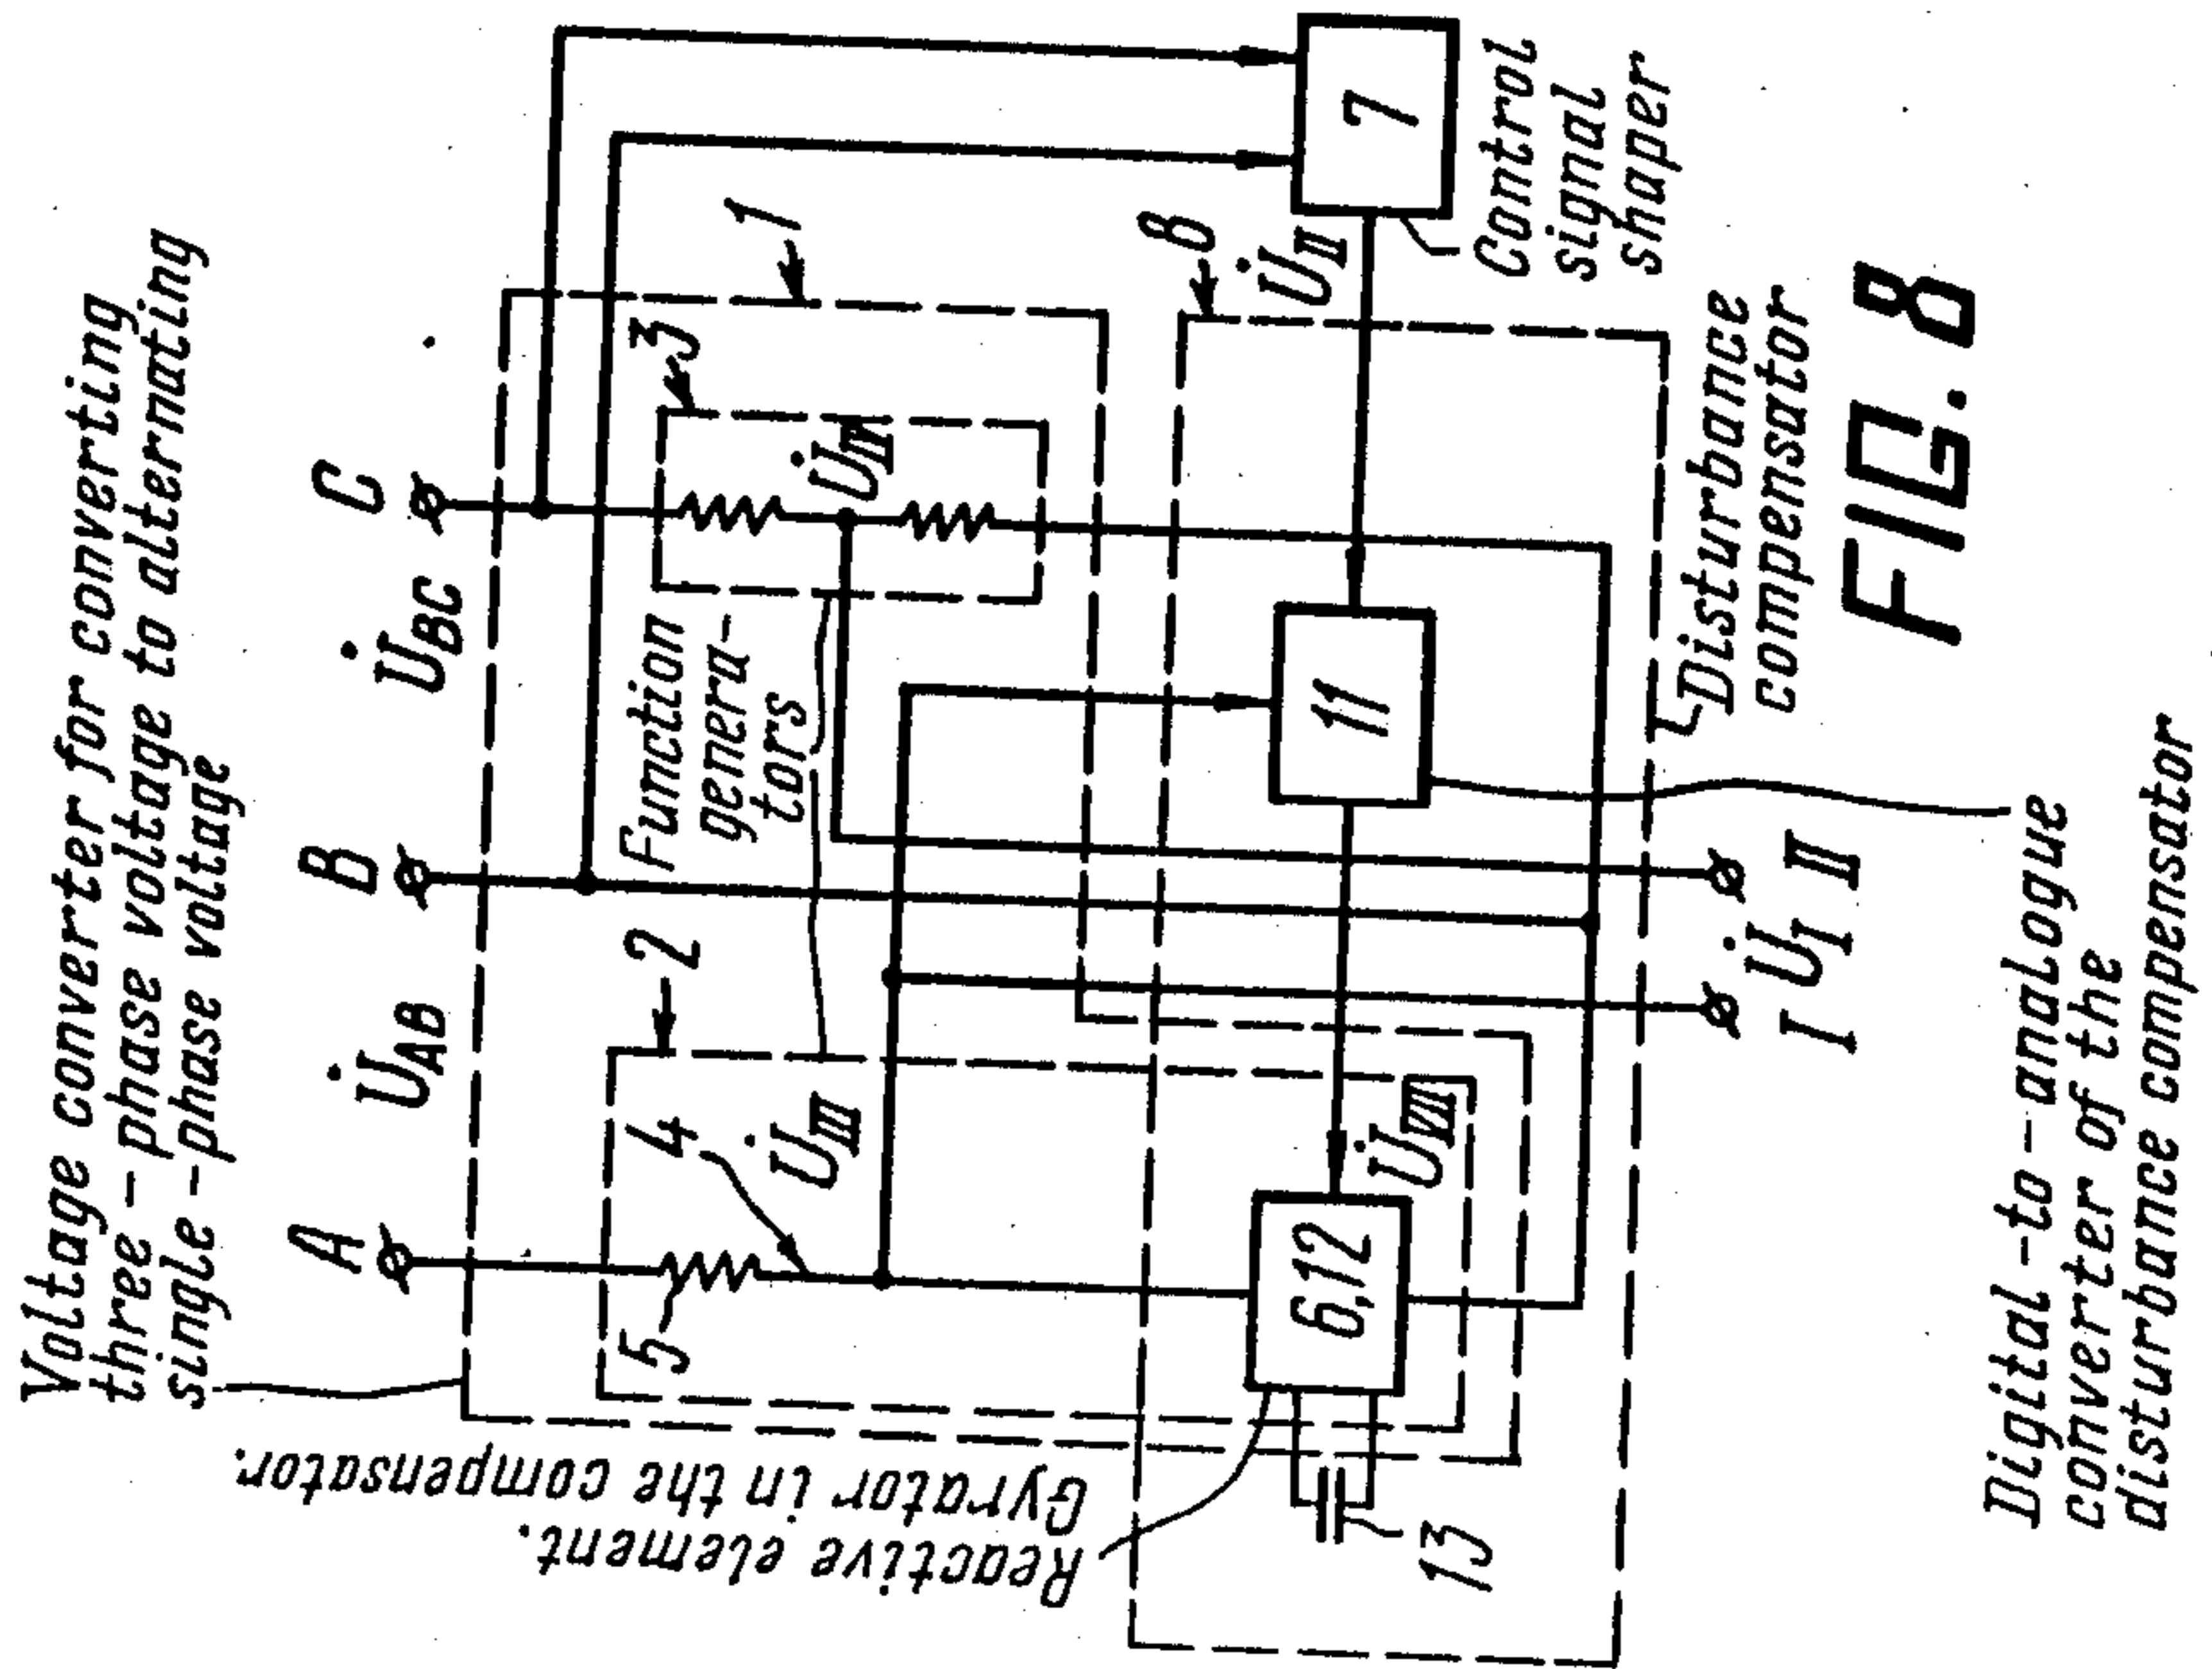 Voltage converter for converting
three-phase voltage to alternating
single-phase voltage
A
U̇AB
B
U̇BC
C
1
2
3
4
5
U̇III
U̇IV
Function
genera-
tors
8
U̇II
7
Control
signal
shaper
11
6,12
U̇VIII
13
Gyrator in the compensator.
Reactive element.
I
U̇I
II
Disturbance
compensator
Digital-to-analogue
converter of the
disturbance compensator
FIG. 8